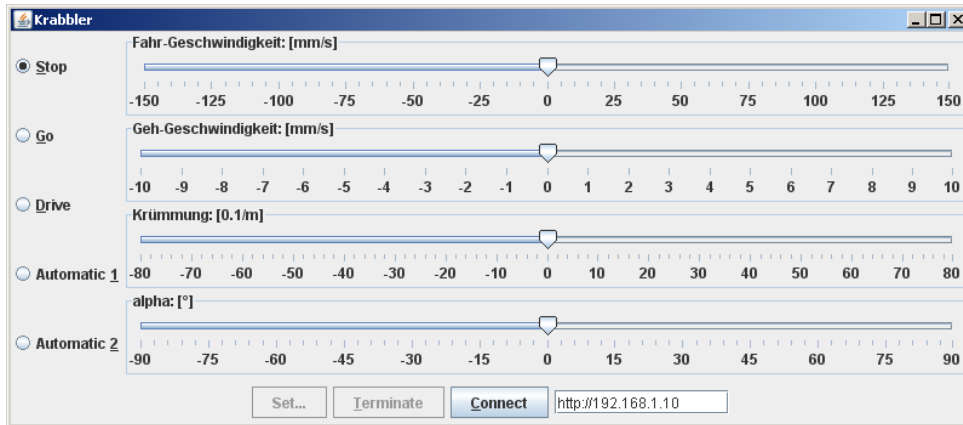 Krabbler
Stop
Go
Drive
Automatic 1
Automatic 2
Fahr-Geschwindigkeit: [mm/s]
-150 -125 -100 -75 -50 -25 0 25 50 75 100 125 150
Geh-Geschwindigkeit: [mm/s]
-10 -9 -8 -7 -6 -5 -4 -3 -2 -1 0 1 2 3 4 5 6 7 8 9 10
Krümmung: [0.1/m]
-80 -70 -60 -50 -40 -30 -20 -10 0 10 20 30 40 50 60 70 80
alpha: [°]
-90 -75 -60 -45 -30 -15 0 15 30 45 60 75 90
Set... Terminate Connect http://192.168.1.10